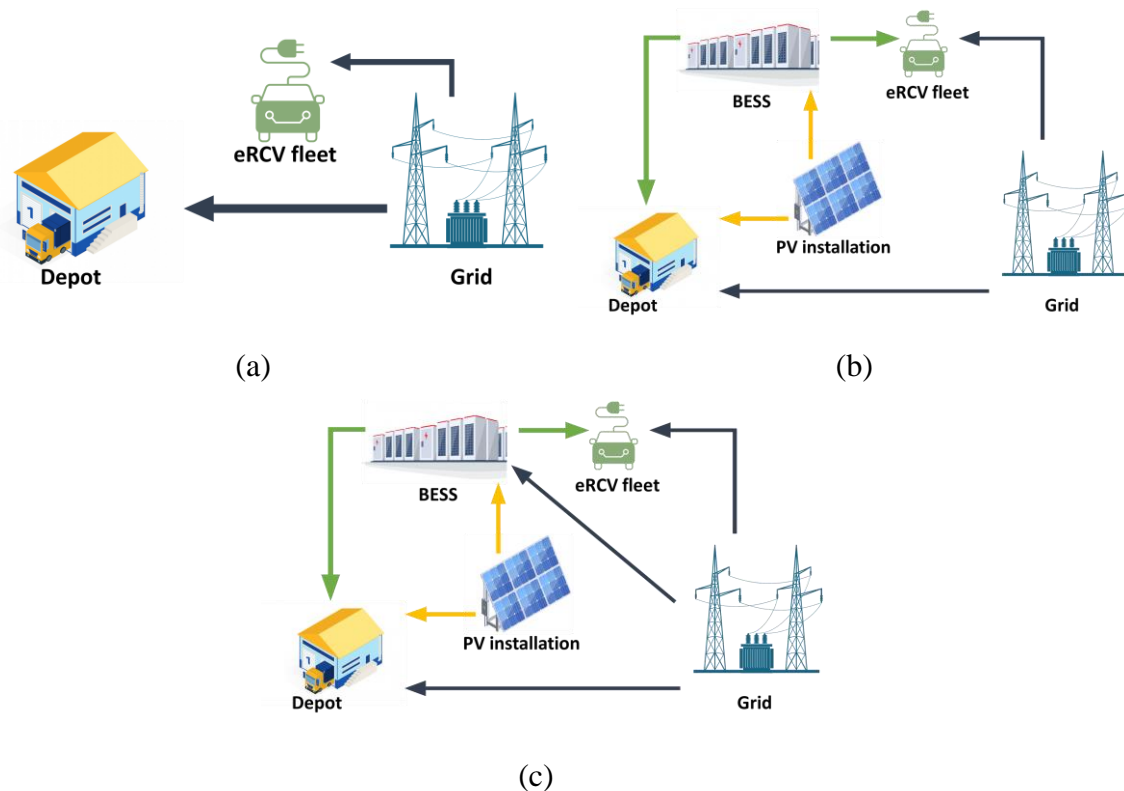 eRCV fleet
Depot
Grid
(a)
BESS
eRCV fleet
PV installation
Depot
Grid
(b)
BESS
eRCV fleet
PV installation
Depot
Grid
(c)